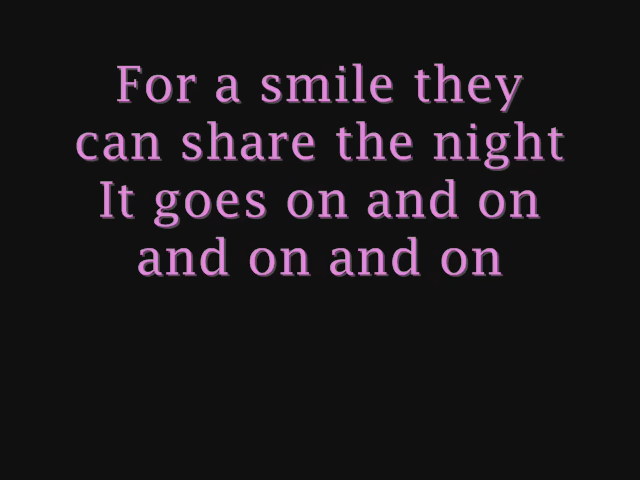 For a smile they
can share the night
It goes on and on
and on and on